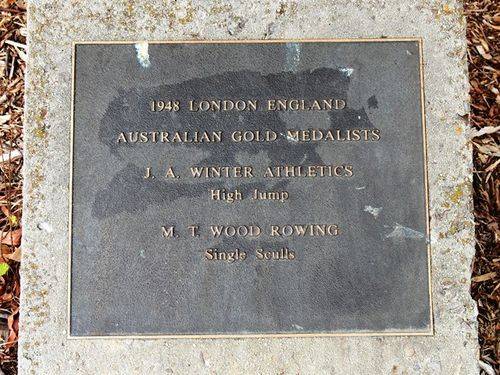 1948 LONDON ENGLAND
AUSTRALIAN GOLD MEDALISTS
J. A. WINTER ATHLETICS
High Jump
M. T. WOOD ROWING
Single Sculls